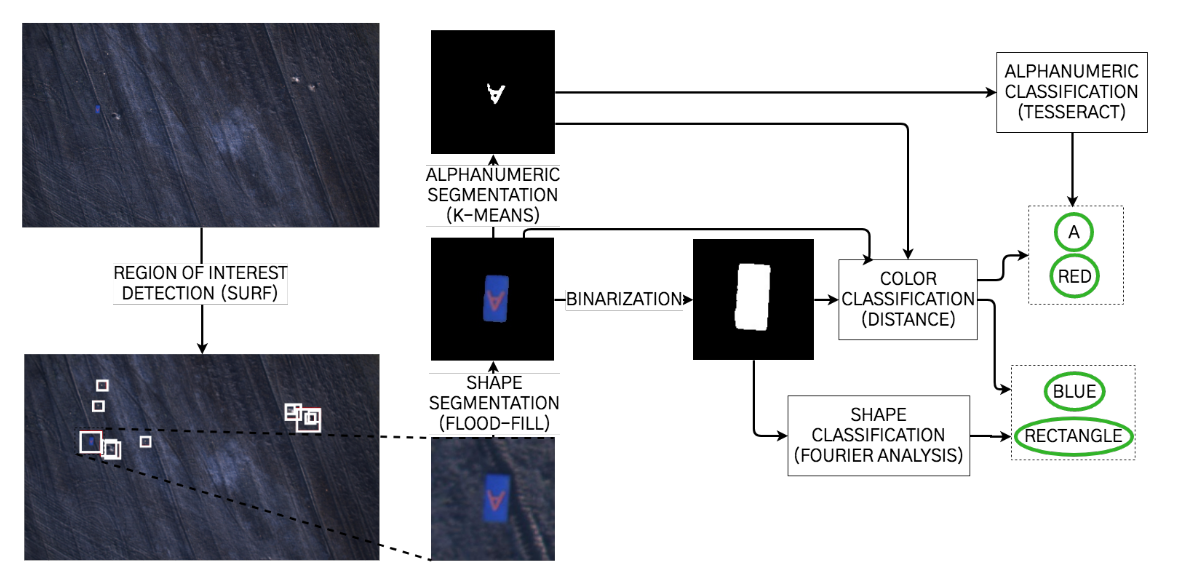 REGION OF INTEREST
DETECTION (SURF)
ALPHANUMERIC
SEGMENTATION
(K-MEANS)
SHAPE
SEGMENTATION
(FLOOD-FILL)
A
A
A
BINARIZATION
COLOR
CLASSIFICATION
(DISTANCE)
SHAPE
CLASSIFICATION
(FOURIER ANALYSIS)
ALPHANUMERIC
CLASSIFICATION
(TESSERACT)
A
RED
BLUE
RECTANGLE